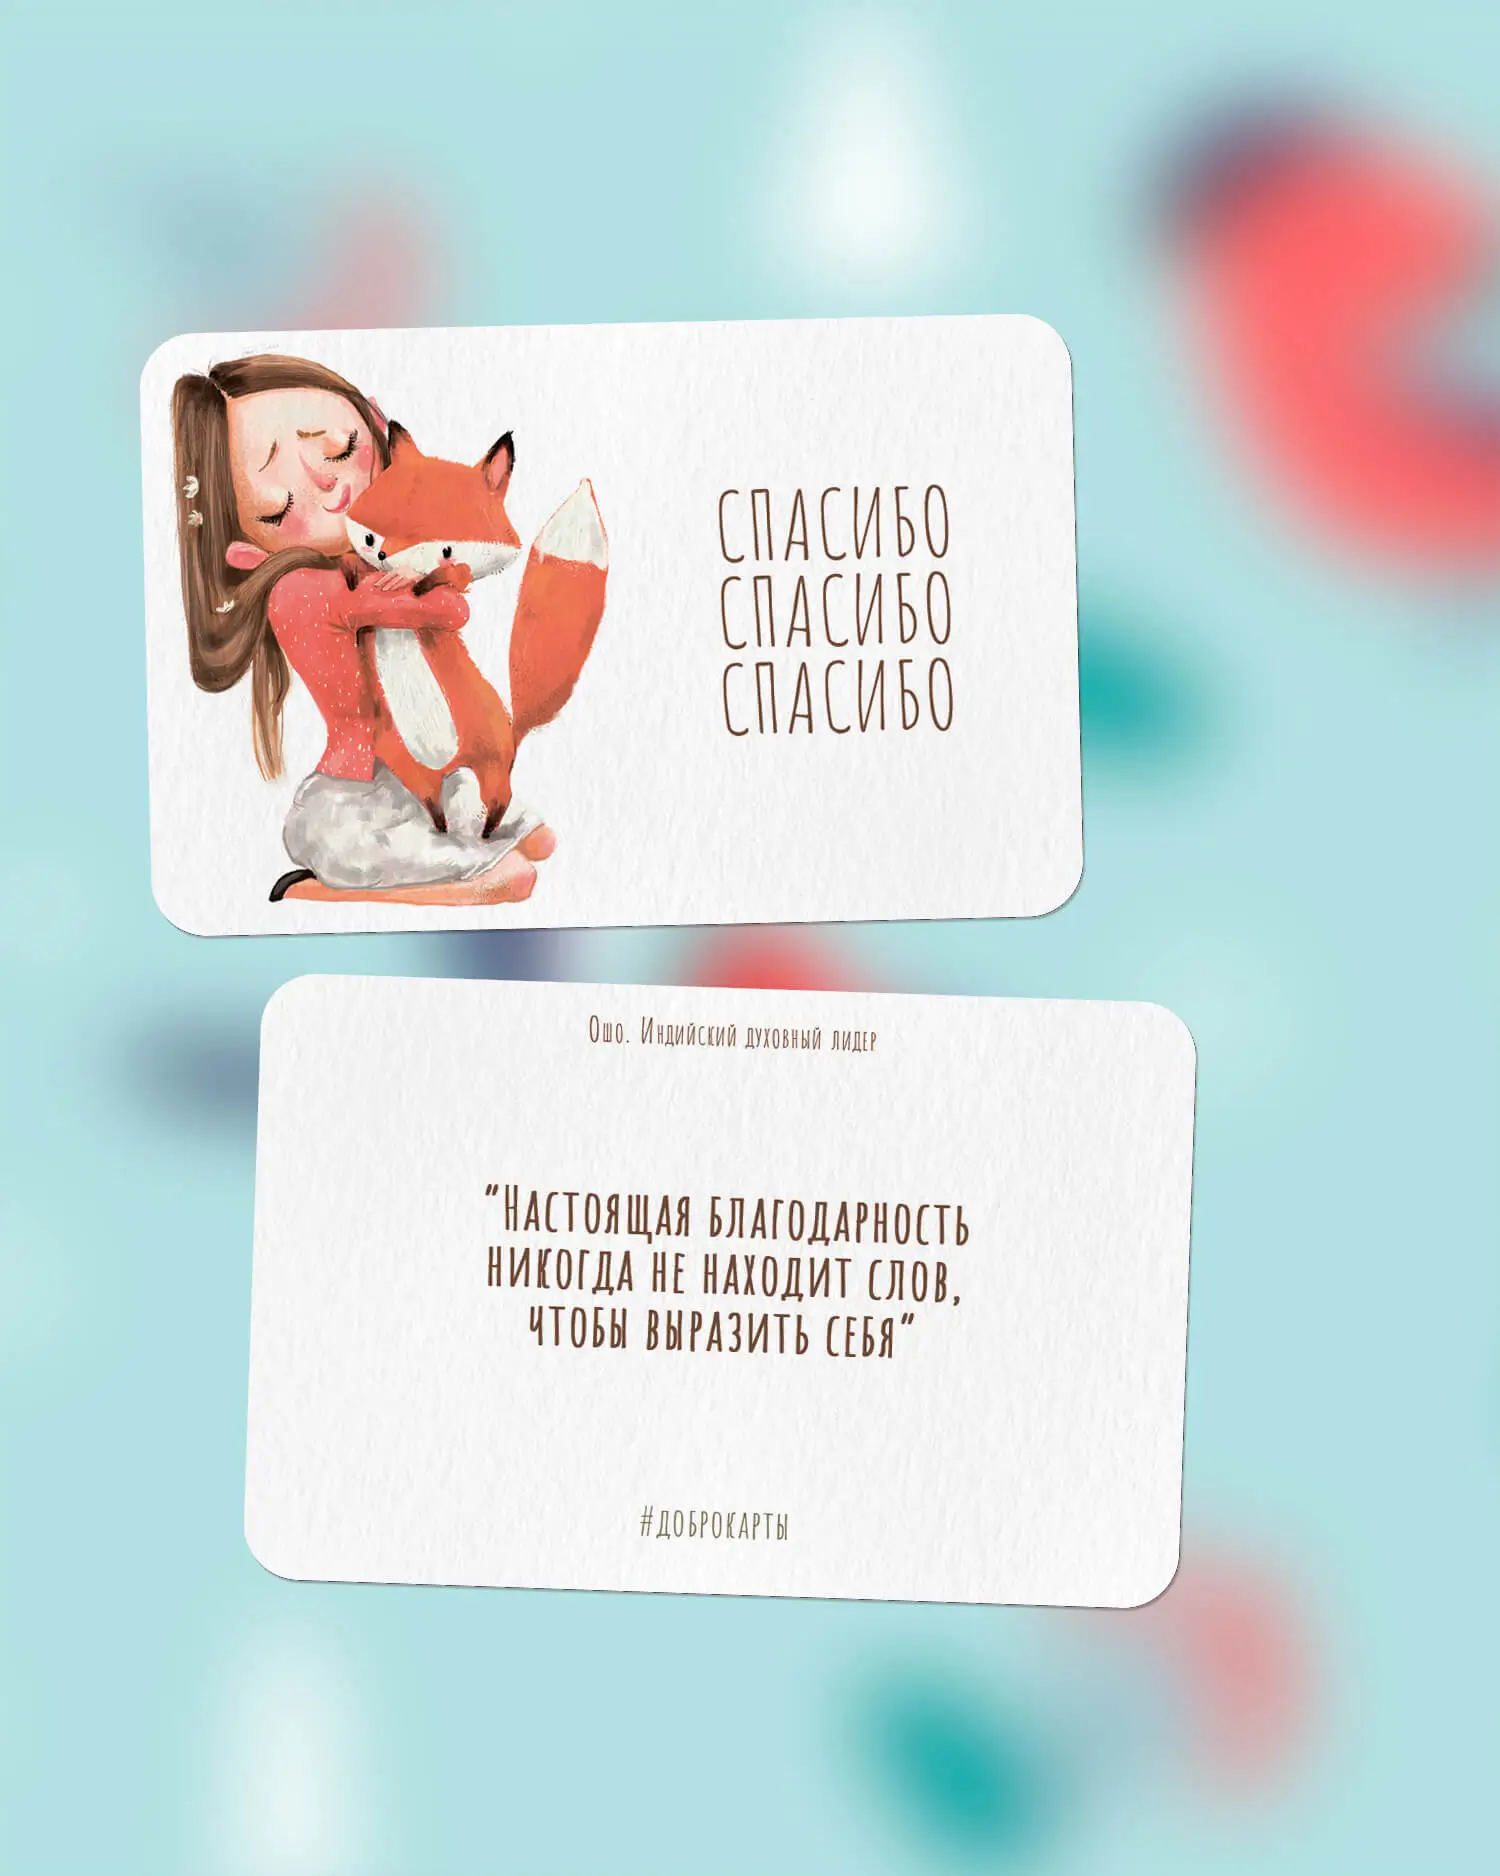 СПАСИБО
СПАСИБО
СПАСИБО
Ошо. Индийский духовный лидер
"Настоящая благодарность
никогда не находит слов,
чтобы выразить себя"
#доброкарты